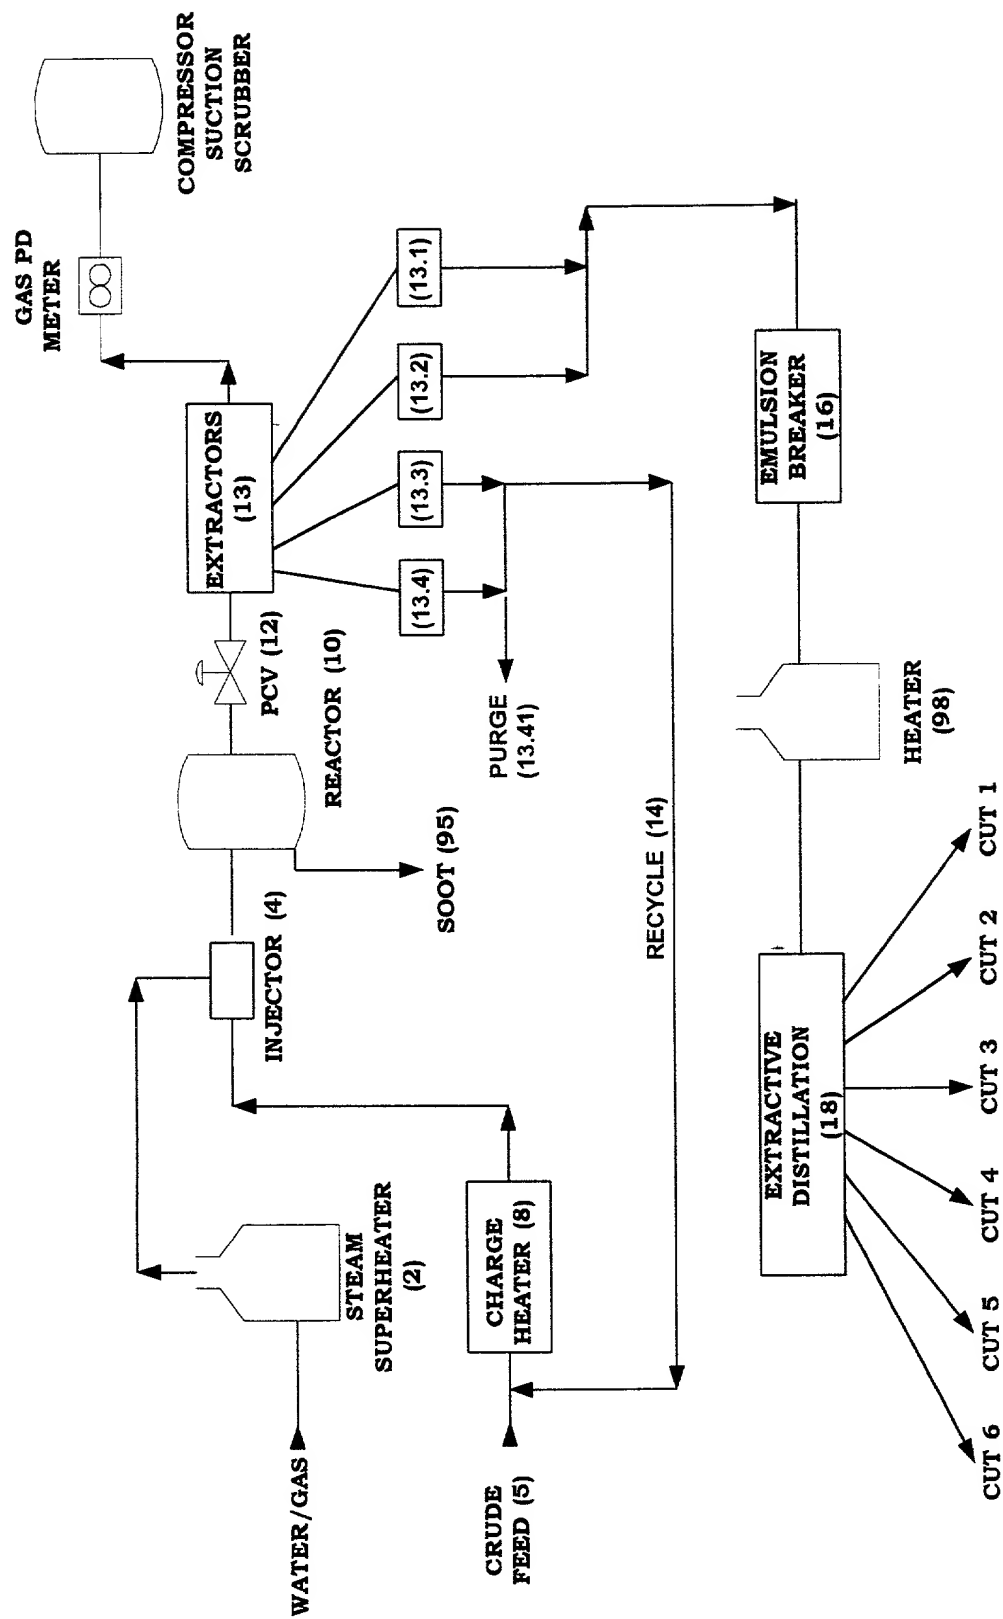 WATER/GAS
STEAM
SUPERHEATER
(2)
CRUDE
FEED (5)
CHARGE
HEATER (8)
INJECTOR (4)
SOOT (95)
REACTOR (10)
PCV (12)
EXTRACTORS
(13)
GAS PD
METER
COMPRESSOR
SUCTION
SCRUBBER
(13.4)
(13.3)
(13.2)
(13.1)
PURGE
(13.41)
RECYCLE (14)
EMULSION
BREAKER
(16)
HEATER
(98)
EXTRACTIVE
DISTILLATION
(18)
CUT 6
CUT 5
CUT 4
CUT 3
CUT 2
CUT 1